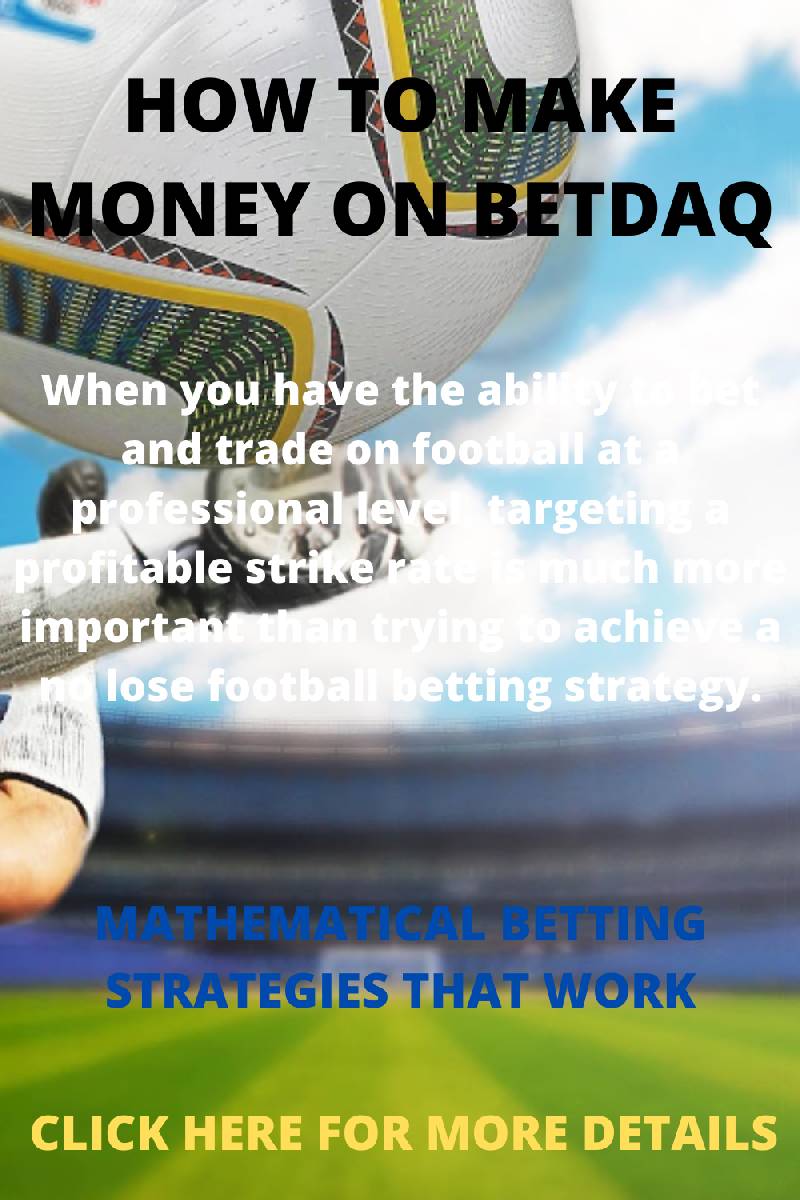 HOW TO MAKE
MONEY ON BETDAQ
When you have the ability to bet
and trade on football at a
professional level, targeting a
profitable strike rate is much more
important than trying to achieve a
no lose football betting strategy.
MATHEMATICAL BETTING
STRATEGIES THAT WORK
CLICK HERE FOR MORE DETAILS